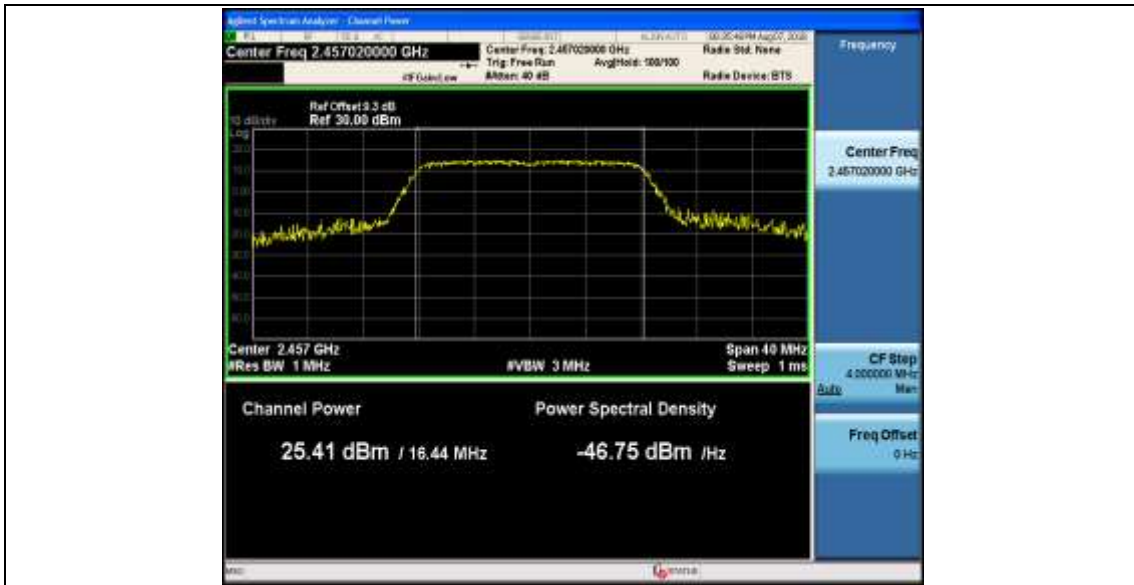 Agilent Spectrum Analyzer - Channel Power
Center Freq 2.457020000 GHz
Center Freq: 2.457020000 GHz
Radio Std: None
Trig: Free Run
Avg|Hold: 100/100
#IFGain:Low
#Atten: 40 dB
Radio Device: BTS
Ref Offset 9.3 dB
10 dB/div
Ref 30.00 dBm
Log
Center 2.457 GHz
Span 40 MHz
#Res BW 1 MHz
#VBW 3 MHz
Sweep 1 ms
Channel Power
Power Spectral Density
25.41 dBm / 16.44 MHz
-46.75 dBm /Hz
MSG
STATUS
Frequency
Center Freq
2.457020000 GHz
CF Step
4.000000 MHz
Auto Man
Freq Offset
0 Hz